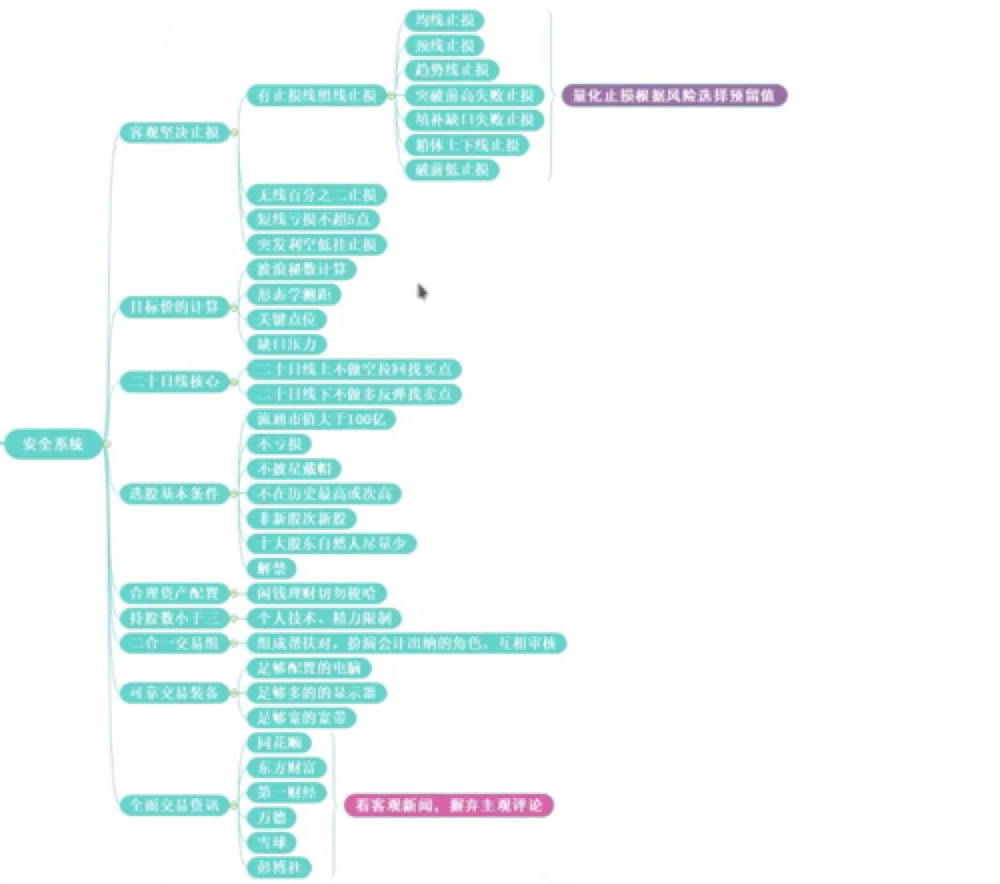 安全系统
客观坚决止损
有止损线照线止损
均线止损
颈线止损
趋势线止损
突破前高失败止损
填补缺口失败止损
箱体上下线止损
破前低止损
量化止损根据风险选择预留值
无线百分之二止损
短线亏损不超5点
突发利空低挂止损
目标价的计算
波浪秘数计算
形态学测距
关键点位
缺口压力
二十日线核心
二十日线上不做空拉回找买点
二十日线下不做多反弹找卖点
选股基本条件
流通市值大于100亿
不亏损
不披星戴帽
不在历史最高或次高
非新股次新股
十大股东自然人尽量少
解禁
合理资产配置
闲钱理财切勿梭哈
持股数小于三
个人技术、精力限制
二合一交易组
组成帮扶对，扮演会计出纳的角色，互相审核
可靠交易装备
足够配置的电脑
足够多的的显示器
足够宽的宽带
全面交易资讯
同花顺
东方财富
第一财经
万德
雪球
彭博社
看客观新闻，摒弃主观评论